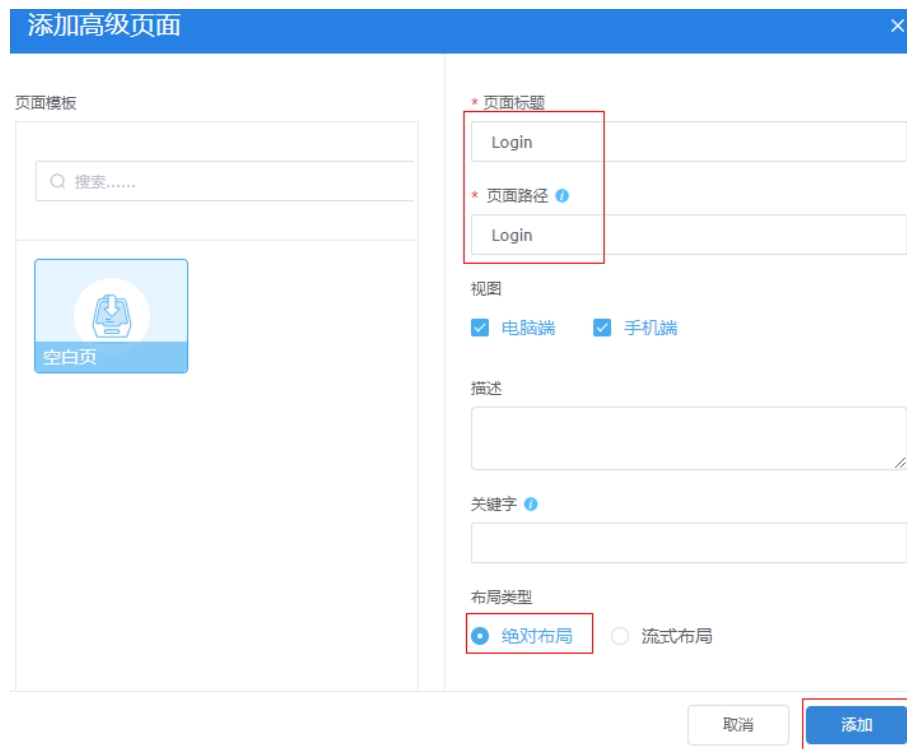 添加高级页面
页面模板
搜索......
空白页
* 页面标题
Login
* 页面路径
Login
视图
电脑端 手机端
描述
关键字
布局类型
绝对布局 流式布局
取消 添加